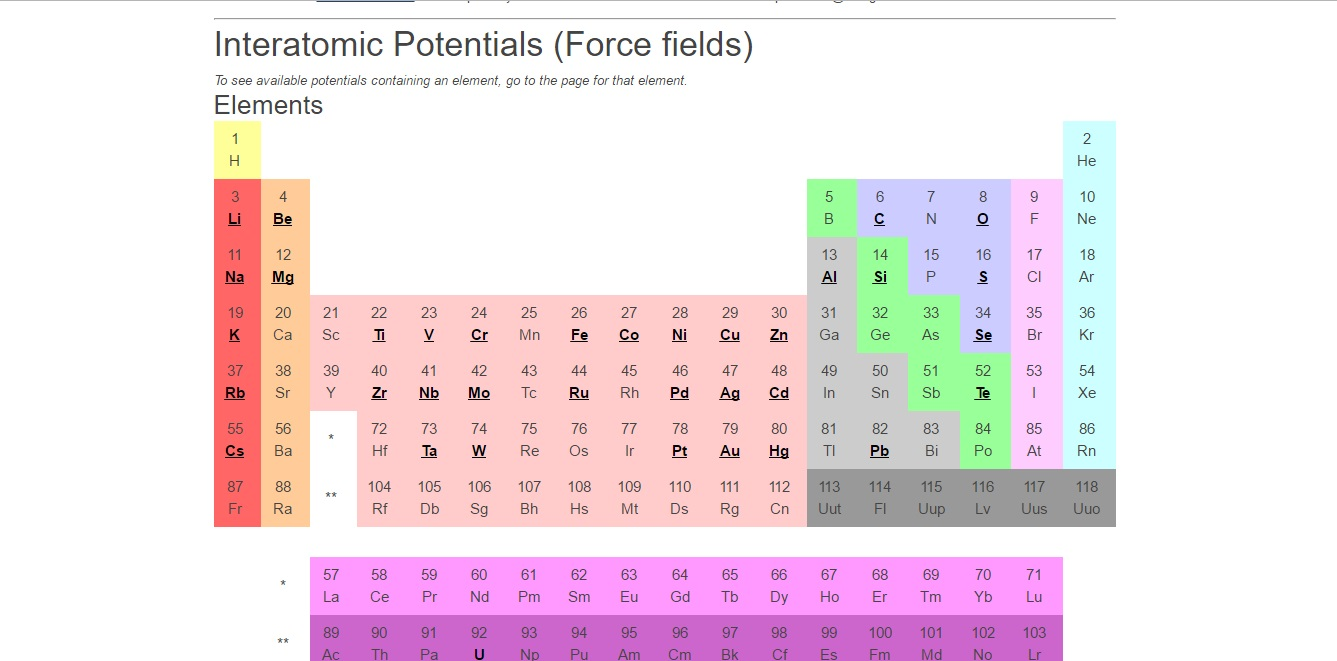 Interatomic Potentials (Force fields)
To see available potentials containing an element, go to the page for that element.
Elements
1 2
H He
3 4 5 6 7 8 9 10
Li Be B C N O F Ne
11 12 13 14 15 16 17 18
Na Mg Al Si P S Cl Ar
19 20 21 22 23 24 25 26 27 28 29 30 31 32 33 34 35 36
K Ca Sc Ti V Cr Mn Fe Co Ni Cu Zn Ga Ge As Se Br Kr
37 38 39 40 41 42 43 44 45 46 47 48 49 50 51 52 53 54
Rb Sr Y Zr Nb Mo Tc Ru Rh Pd Ag Cd In Sn Sb Te I Xe
55 56 * 72 73 74 75 76 77 78 79 80 81 82 83 84 85 86
Cs Ba Hf Ta W Re Os Ir Pt Au Hg Tl Pb Bi Po At Rn
87 88 ** 104 105 106 107 108 109 110 111 112 113 114 115 116 117 118
Fr Ra Rf Db Sg Bh Hs Mt Ds Rg Cn Uut Fl Uup Lv Uus Uuo
* 57 58 59 60 61 62 63 64 65 66 67 68 69 70 71
La Ce Pr Nd Pm Sm Eu Gd Tb Dy Ho Er Tm Yb Lu
** 89 90 91 92 93 94 95 96 97 98 99 100 101 102 103
Ac Th Pa U Np Pu Am Cm Bk Cf Es Fm Md No Lr